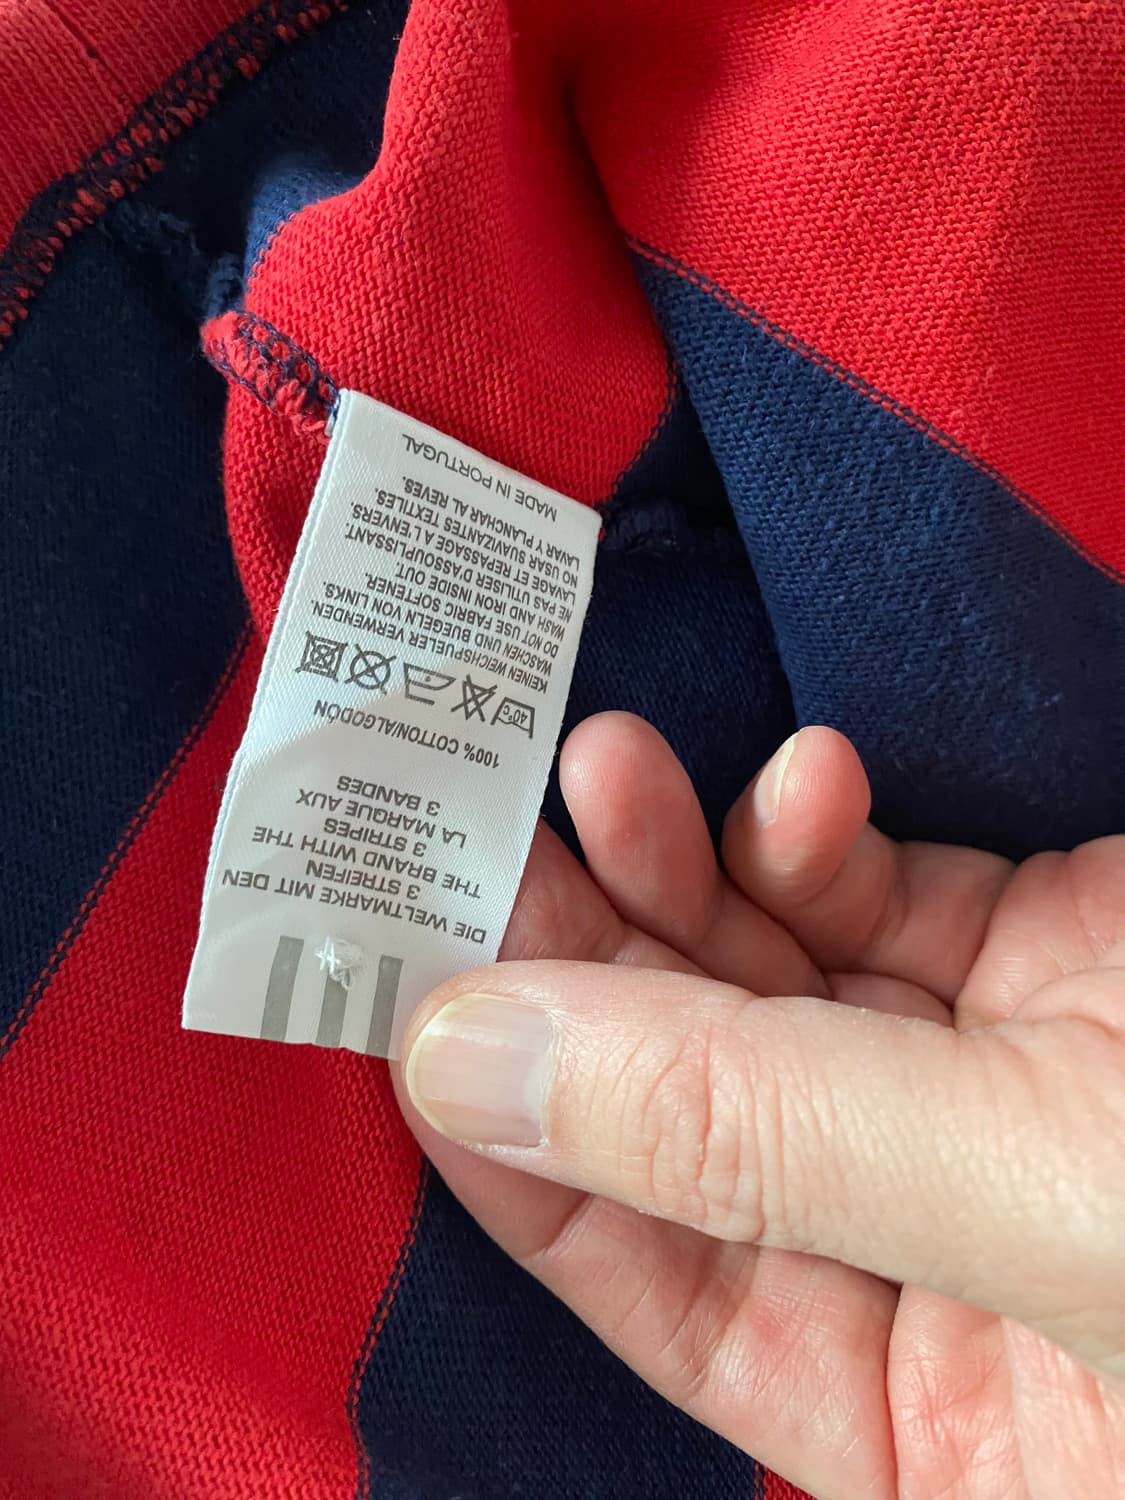 DIE WELTMARKE MIT DEN
3 STREIFEN
THE BRAND WITH THE
3 STRIPES
LA MARQUE AUX
3 BANDES
100% COTTON/ALGODÓN
40°C
KEINEN WEICHSPUELER VERWENDEN.
WASCHEN UND BUEGELN VON LINKS.
DO NOT USE FABRIC SOFTENER.
WASH AND IRON INSIDE OUT.
NE PAS UTILISER D'ASSOUPLISSANT.
LAVAGE ET REPASSAGE A L'ENVERS.
NO USAR SUAVIZANTES TEXTILES.
LAVAR Y PLANCHAR AL REVES.
MADE IN PORTUGAL